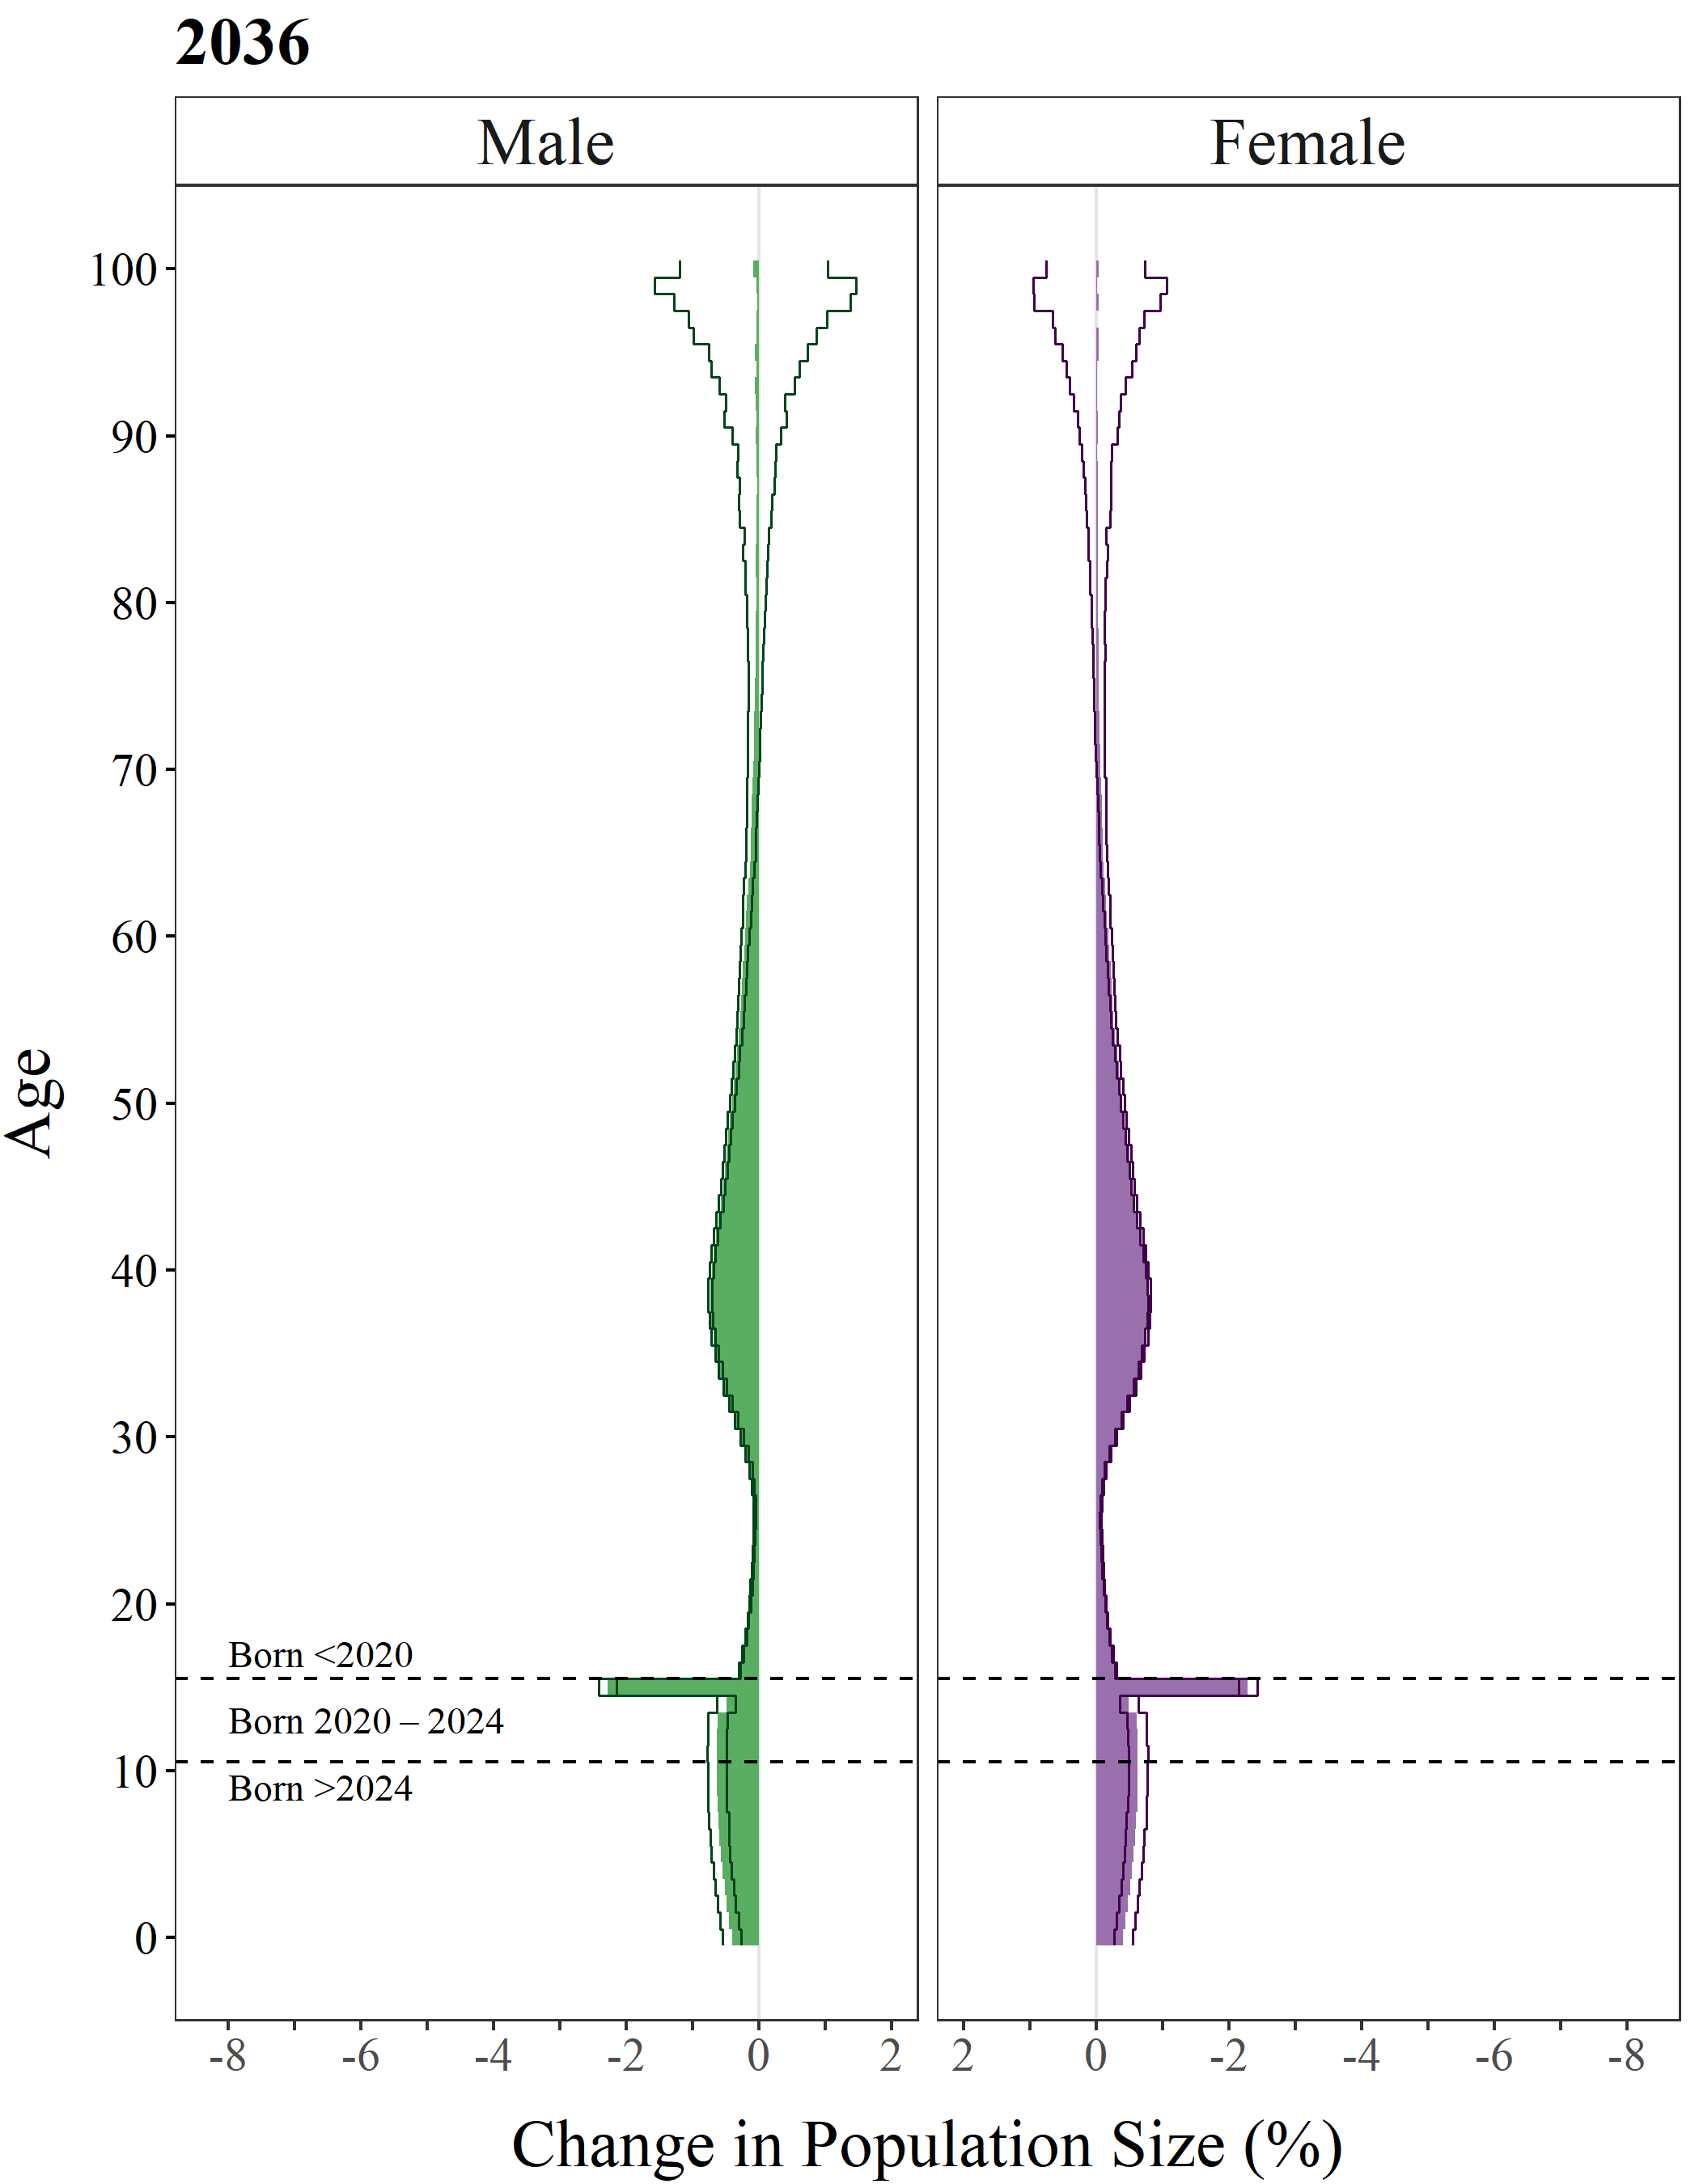 2036
Male Female
100
90
80
70
60
50
40
30
20
10
0
Age
Born <2020
Born 2020 – 2024
Born >2024
-8 -6 -4 -2 0 2 2 0 -2 -4 -6 -8
Change in Population Size (%)